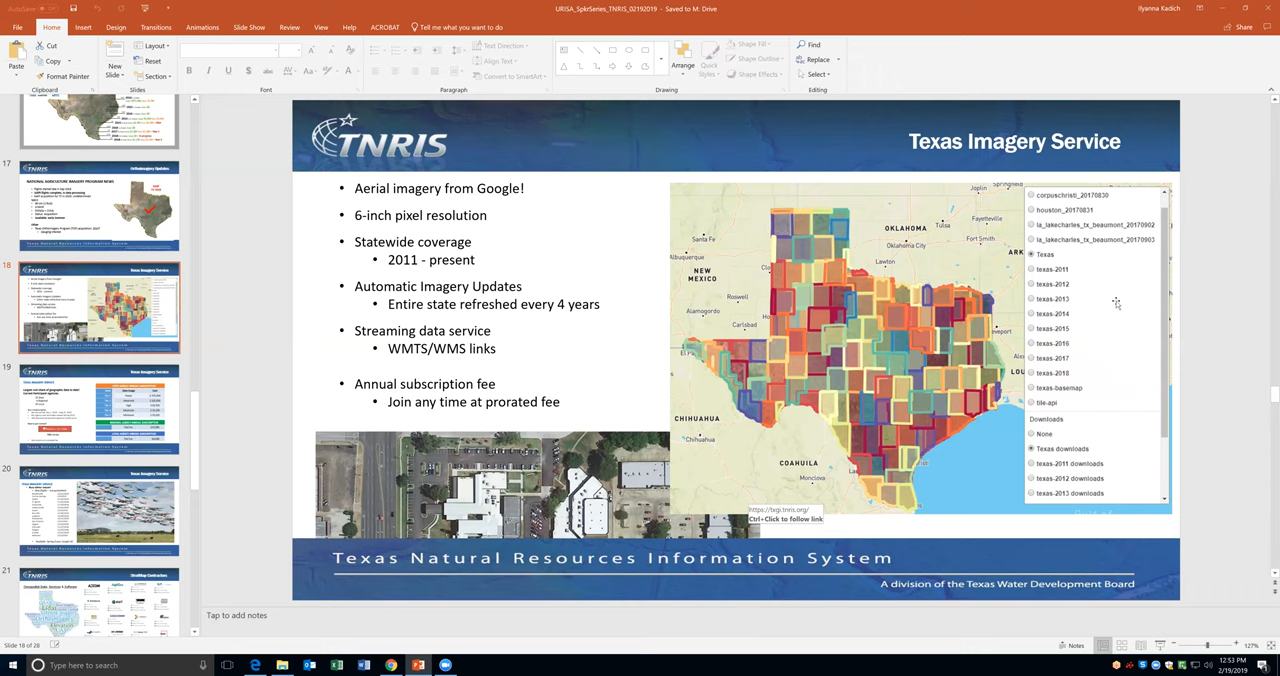 AutoSave
URISA_SpkrSeries_TNRIS_02192019 - Saved to M: Drive
Ilyanna Kadich
File
Home
Insert
Design
Transitions
Animations
Slide Show
Review
View
Help
ACROBAT
Tell me what you want to do
Share
Paste
Cut
Copy
Format Painter
Clipboard
New
Slide
Layout
Reset
Section
Slides
Font
Text Direction
Align Text
Convert to SmartArt
Paragraph
Arrange
Quick
Styles
Shape Fill
Shape Outline
Shape Effects
Drawing
Find
Replace
Select
Editing
17
18
19
20
21
TNRIS
Texas Imagery Service
• Aerial imagery from Google!
• 6-inch pixel resolution
• Statewide coverage
• 2011 - present
• Automatic imagery updates
• Entire state reflown every 4 years
• Streaming data service
• WMTS/WMS links
• Annual subscription
• Join any time, prorated fee
Springfield
Joplin
Santa Fe
Albuquerque
NEW
MEXICO
Roswell
Alamogordo
Carlsbad
El Paso
CHIHUAHUA
Chihuahua
COAHUILA
Monclova
OKLAHOMA
Oklahoma City
Tulsa
Fayetteville
Fort Smith
Lawton
corpuschristi_20170830
houston_20170831
la_lakecharles_tx_beaumont_20170902
la_lakecharles_tx_beaumont_20170903
Texas
texas-2011
texas-2012
texas-2013
texas-2014
texas-2015
texas-2016
texas-2017
texas-2018
texas-basemap
tile-api
Downloads
None
Texas downloads
texas-2011 downloads
texas-2012 downloads
texas-2013 downloads
https://txgi.tnris.org/
Ctrl+Click to follow link
Texas Natural Resources Information System
A division of the Texas Water Development Board
Tap to add notes
Slide 18 of 28
Notes
127%
Type here to search
12:53 PM
2/19/2019